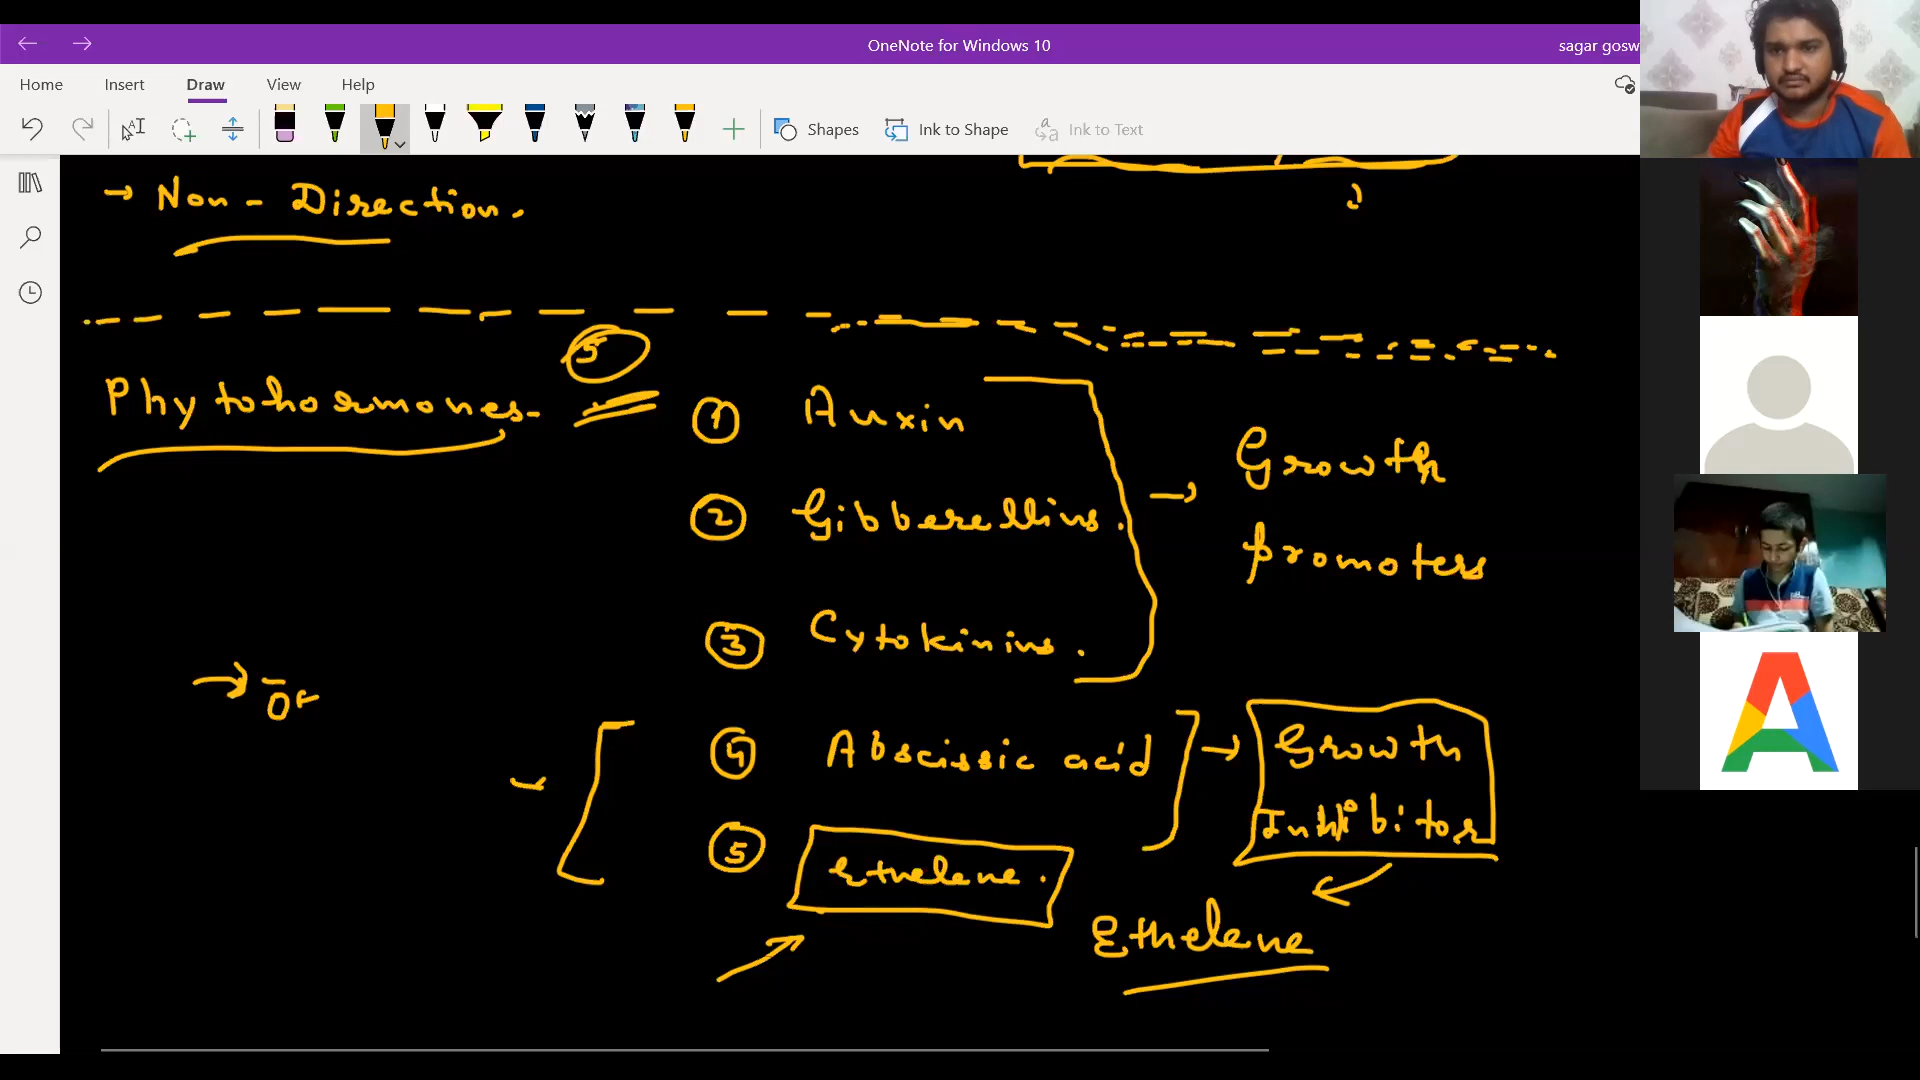 OneNote for Windows 10
sagar gosw
Home Insert Draw View Help
Shapes Ink to Shape Ink to Text
→ Non - Direction.
5
Phytohormones-
① Auxin
② Gibberellins.
③ Cytokinins.
→ Growth
promoters
④ Abscissic acid
⑤ Ethelene.
→ Growth
Inhibitor
Ethelene